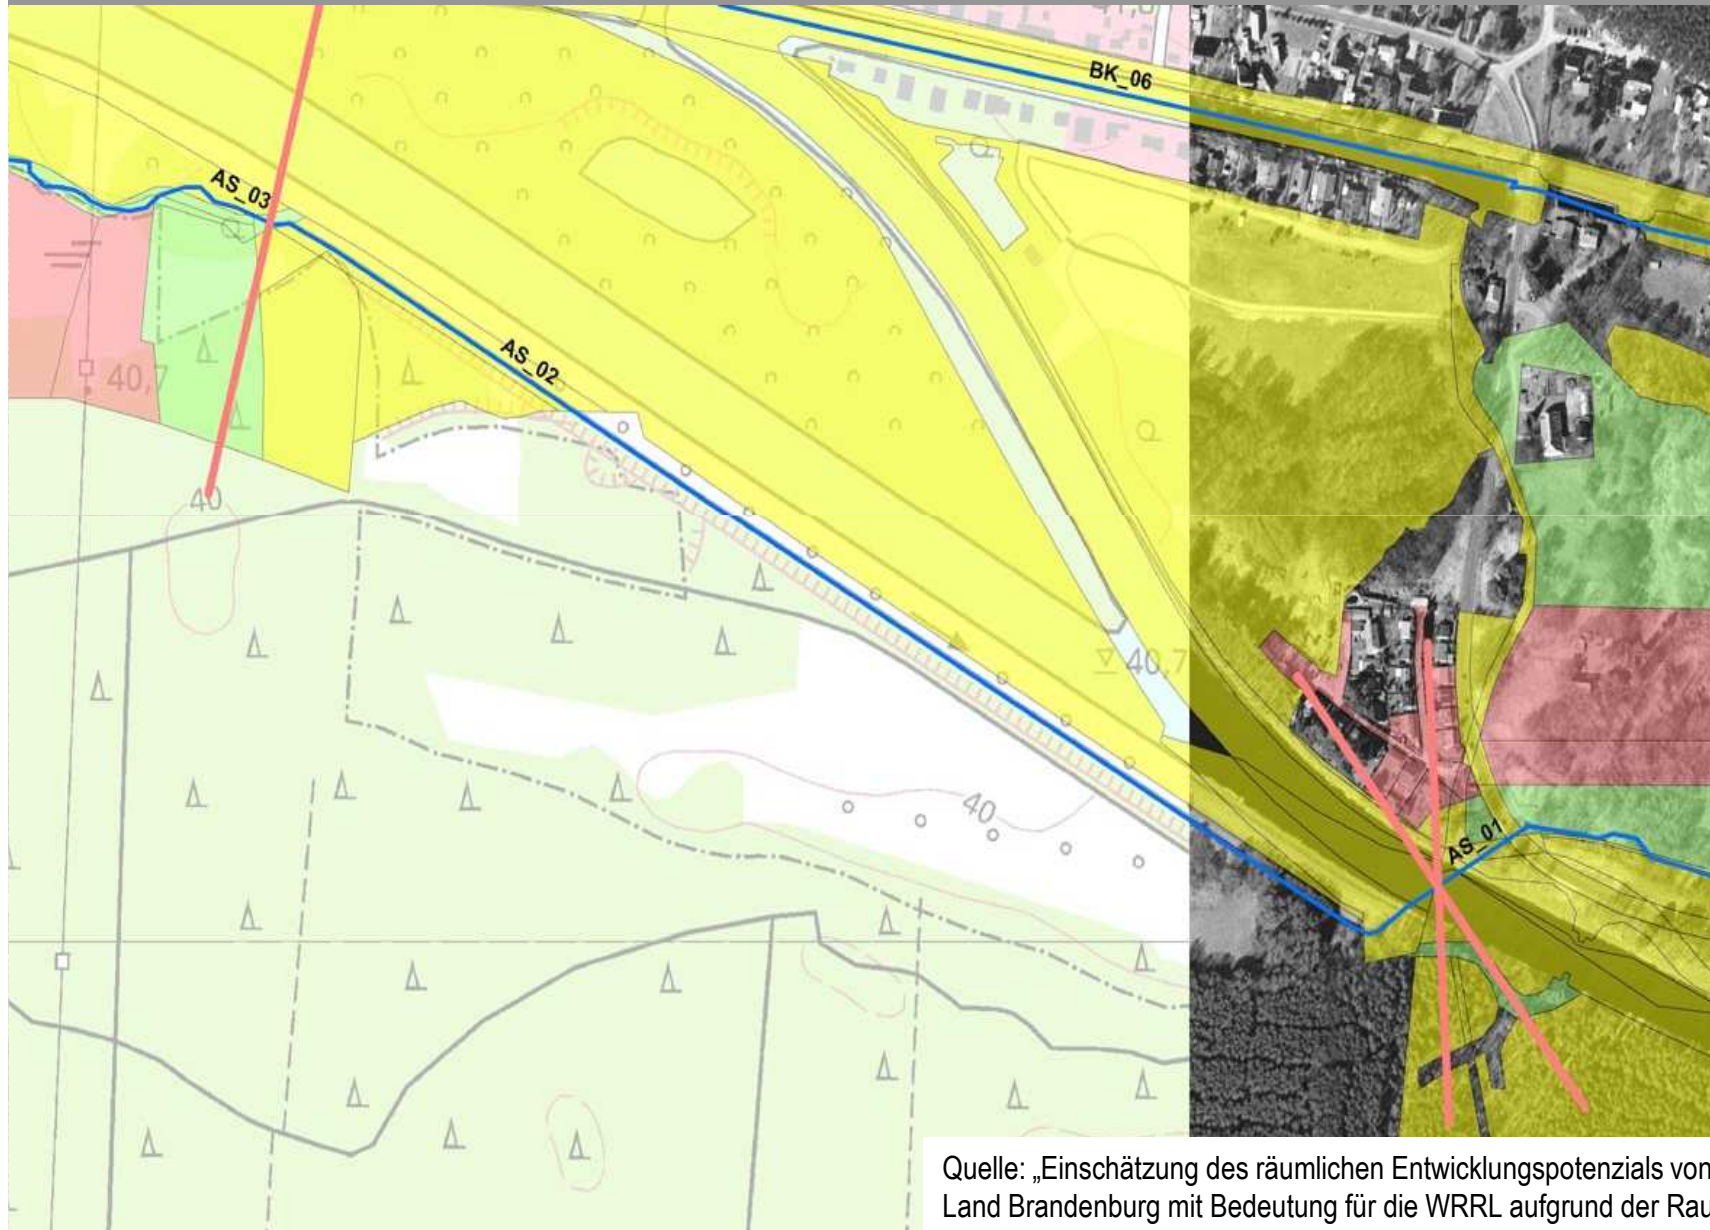 BK_06
AS_03
AS_02
40,7
40
40,7
40
AS_01
Quelle: „Einschätzung des räumlichen Entwicklungspotenzials von
Land Brandenburg mit Bedeutung für die WRRL aufgrund der Rau